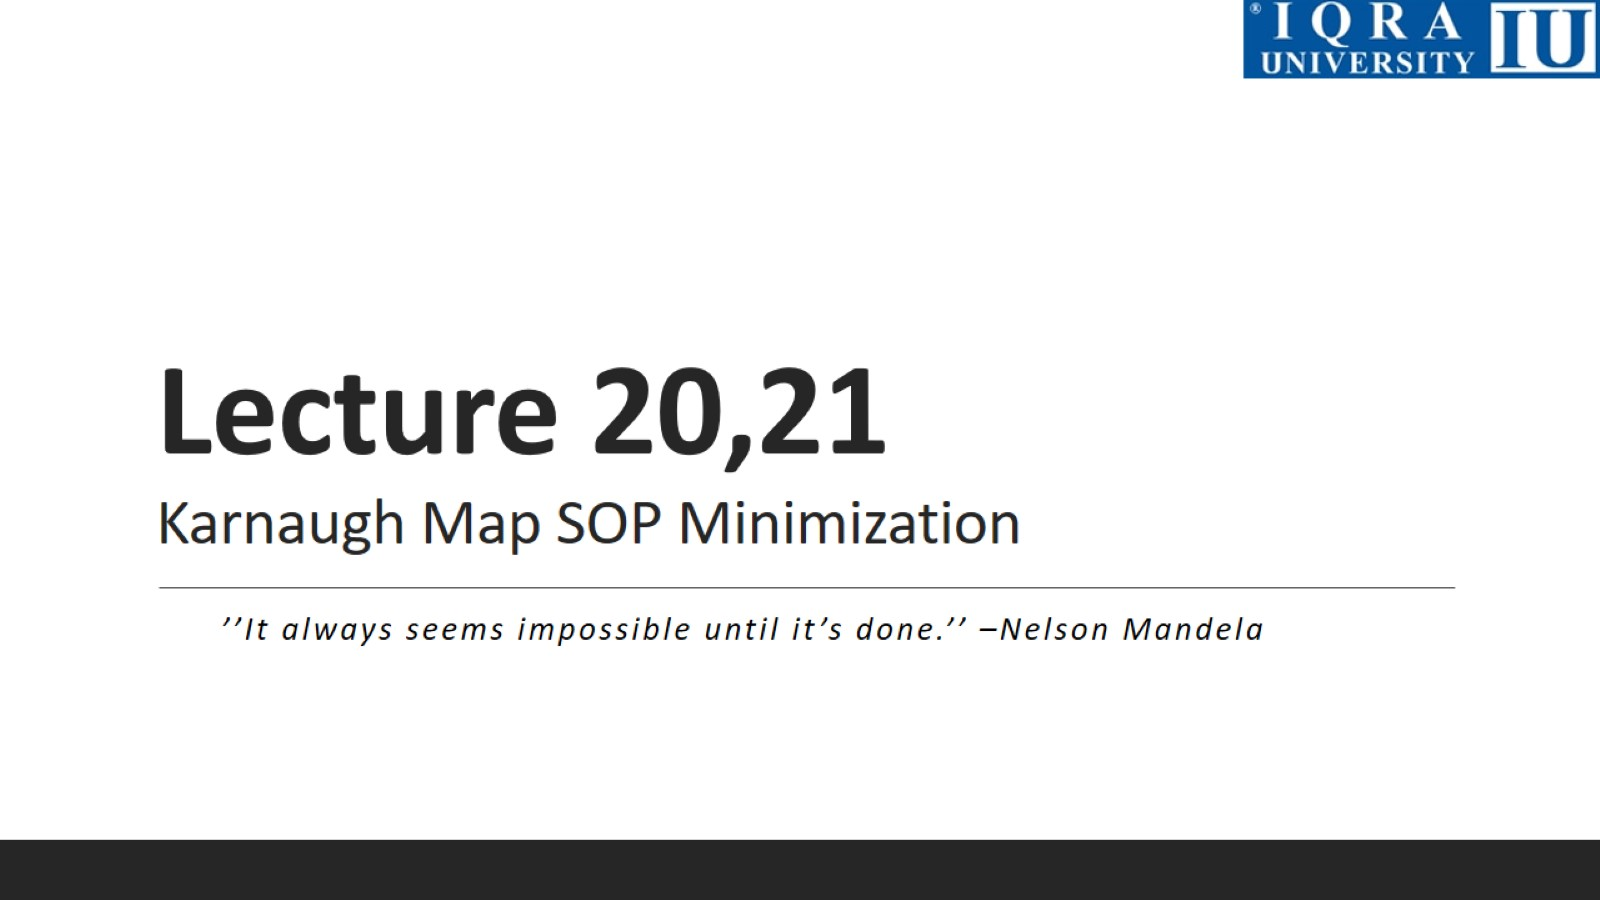 ® IQRA
UNIVERSITY IU
Lecture 20,21
Karnaugh Map SOP Minimization
’’It always seems impossible until it’s done.’’ –Nelson Mandela